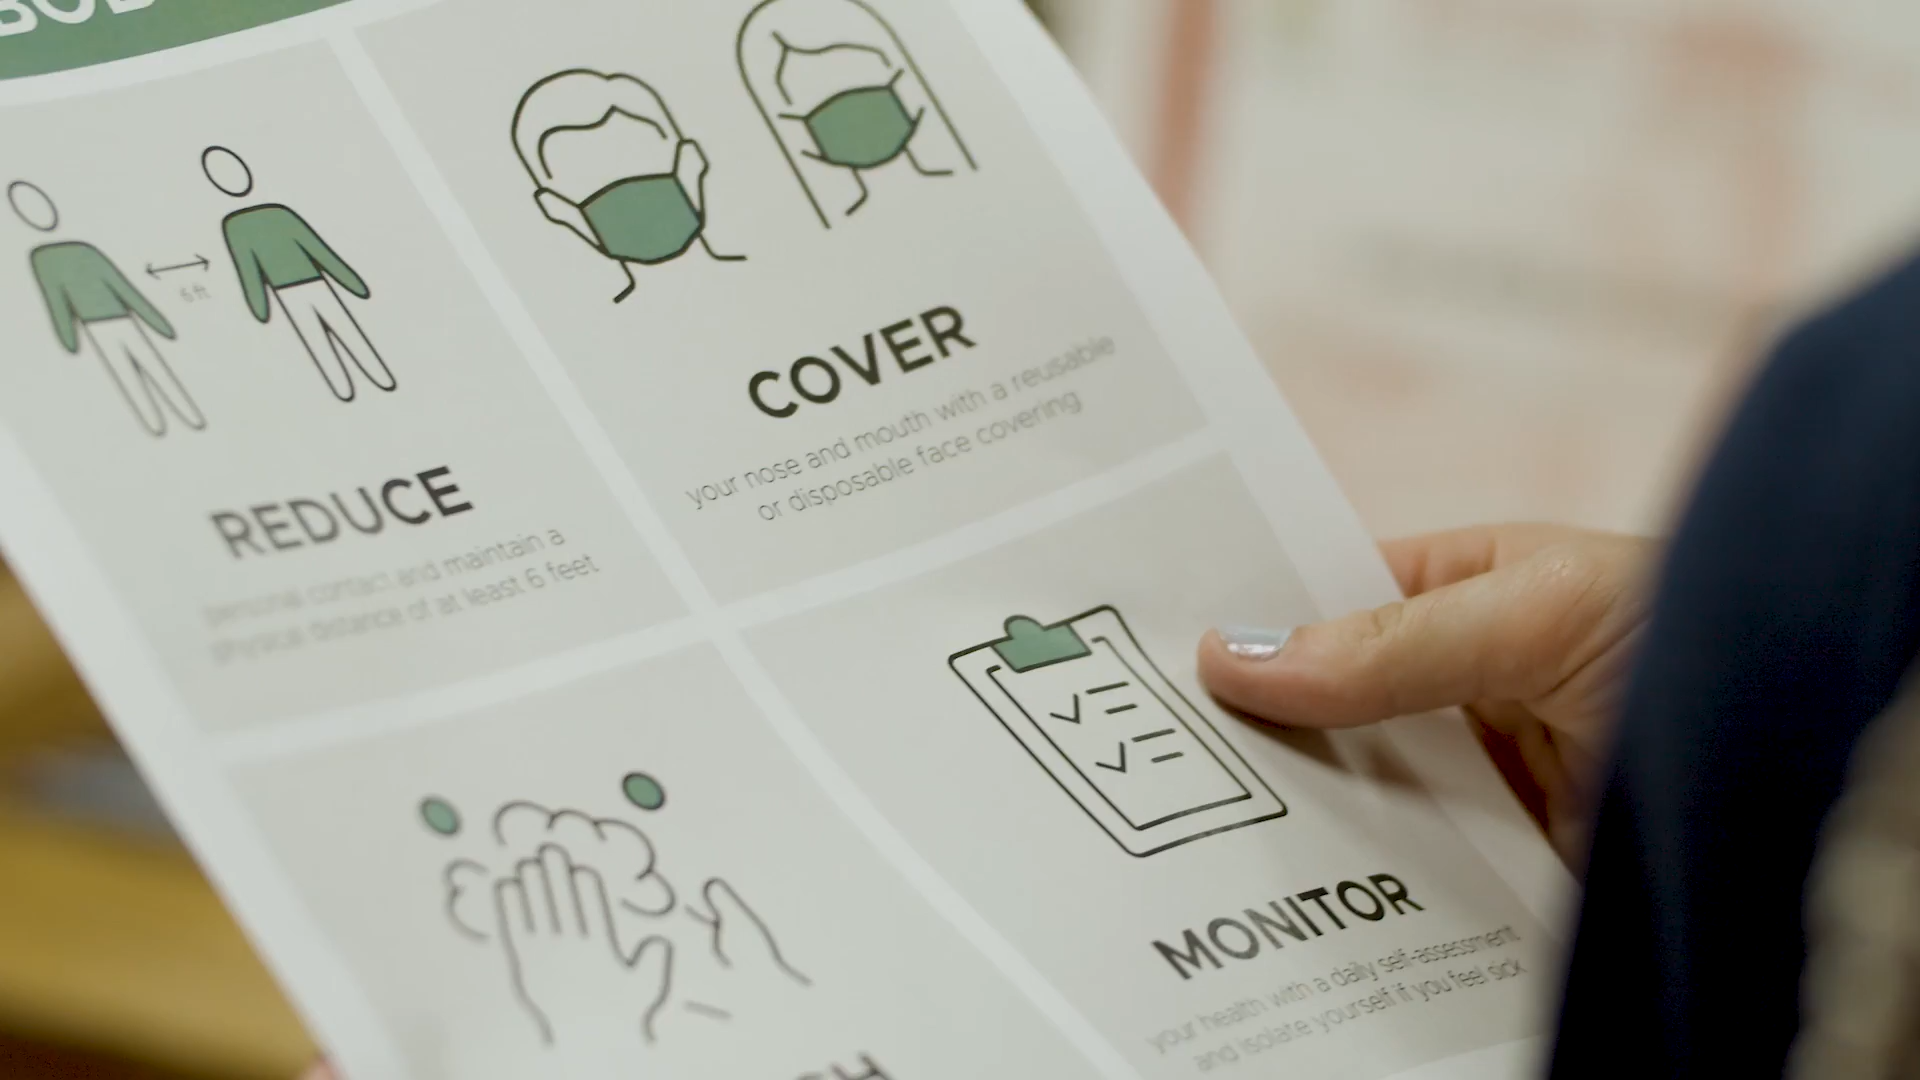 6 ft
REDUCE
personal contact and maintain a
physical distance of at least 6 feet
COVER
your nose and mouth with a reusable
or disposable face covering
MONITOR
your health with a daily self-assessment
and isolate yourself if you feel sick